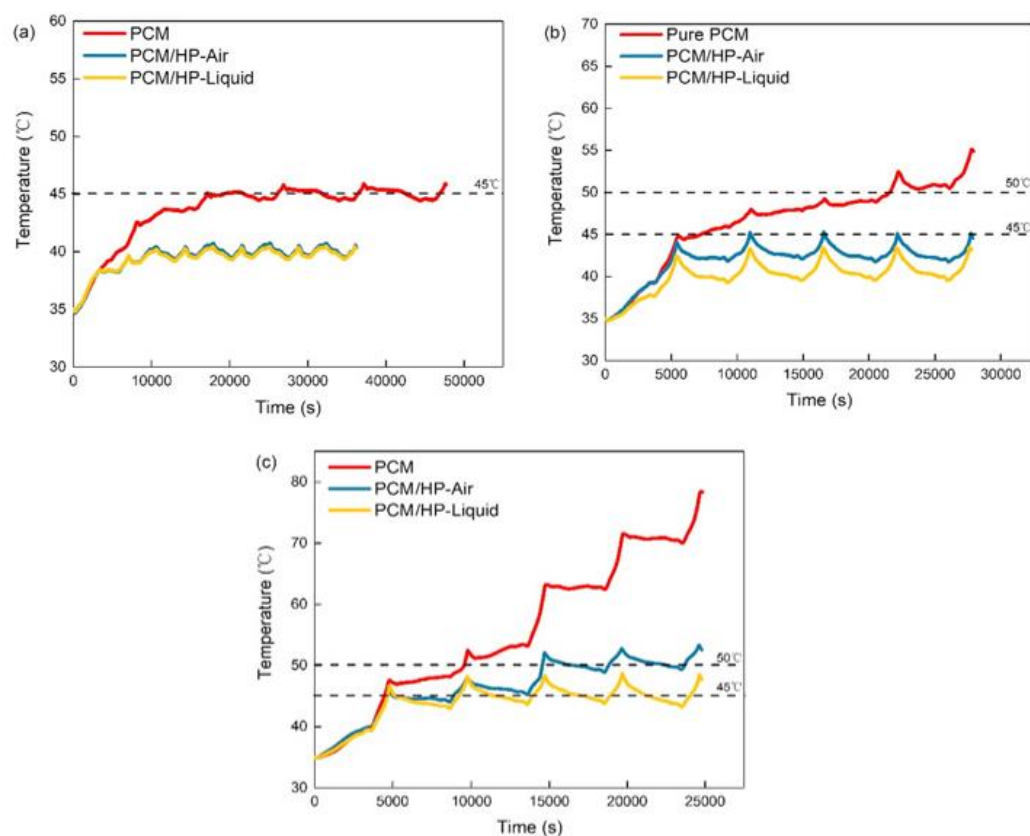 (a)
PCM
PCM/HP-Air
PCM/HP-Liquid
60
55
50
45
40
35
30
45℃
Temperature (℃)
0 10000 20000 30000 40000 50000
Time (s)
(b)
Pure PCM
PCM/HP-Air
PCM/HP-Liquid
70
65
60
55
50
45
40
35
30
50℃
45℃
Temperature (℃)
0 5000 10000 15000 20000 25000 30000
Time (s)
(c)
PCM
PCM/HP-Air
PCM/HP-Liquid
80
70
60
50
40
30
50℃
45℃
Temperature (℃)
0 5000 10000 15000 20000 25000
Time (s)